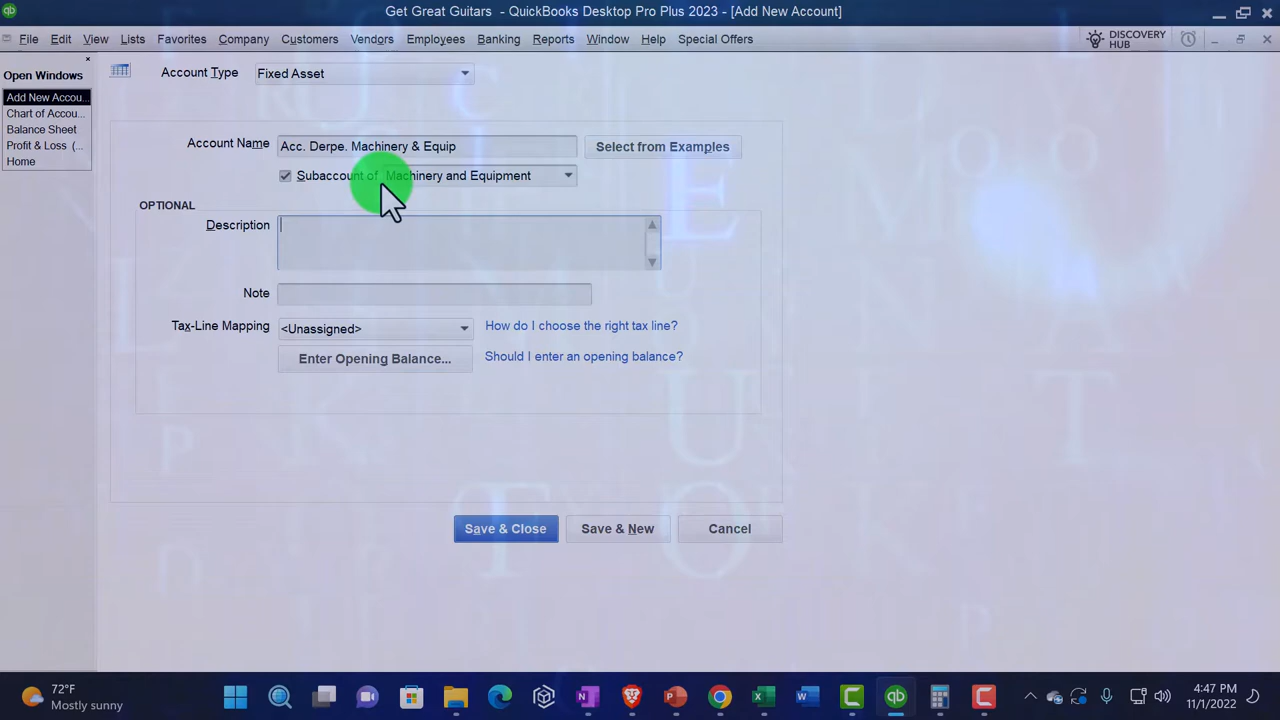 Get Great Guitars - QuickBooks Desktop Pro Plus 2023 - [Add New Account]
File Edit View Lists Favorites Company Customers Vendors Employees Banking Reports Window Help Special Offers
DISCOVERY HUB
Open Windows
Add New Accou...
Chart of Accou...
Balance Sheet
Profit & Loss (...
Home
Account Type Fixed Asset
Account Name Acc. Derpe. Machinery & Equip Select from Examples
Subaccount of Machinery and Equipment
OPTIONAL
Description
Note
Tax-Line Mapping <Unassigned> How do I choose the right tax line?
Enter Opening Balance... Should I enter an opening balance?
Save & Close Save & New Cancel
72°F
Mostly sunny
4:47 PM
11/1/2022